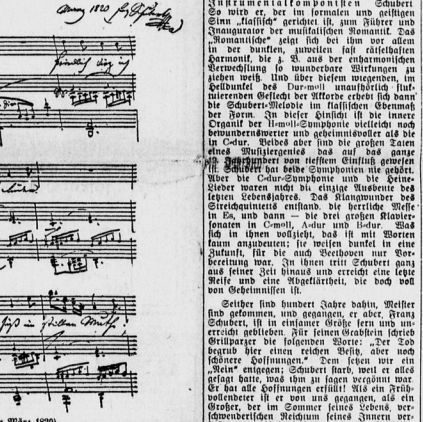 März 1820 Frz Schubert
friedlich lieg ich
süß in stillen
(März 1820)
Instrumentalkomponisten Schubert
So wird er, der im formalen und geistigen
Sinn „klassisch" gerichtet ist, zum Führer und
Inaugurator der musikalischen Romantik. Das
„Romantische" zeigt sich bei ihm vor allem
in der dunklen, zuweilen fast rätselhaften
Harmonik, die z. B. aus der enharmonischen
Verwechslung so wunderbare Wirkungen zu
ziehen weiß. Und über diesem wiegenden, im
Helldunkel des Dur-moll unaufhörlich fluk-
tuierenden Geflecht der Akkorde erhebt sich dann
die Schubert-Melodie im klassischen Ebenmaß
der Form. In dieser Hinsicht ist die innere
Organik der H-moll-Symphonie vielleicht noch
bewundernswerter und geheimnisvoller als die
in C-dur. Beides aber sind die großen Taten
eines Musikgenies das auf das ganze
Jahrhundert von tiefstem Einfluß gewesen
ist. Schubert hat beide Symphonien nie gehört.
Aber die C-dur-Symphonie und die Heine-
Lieder waren nicht die einzige Ausbeute des
letzten Lebensjahres. Das Klangwunder des
Streichquintetts entstand, die herrliche Messe
in Es, und dann — die drei großen Klavier-
sonaten in C-moll, A-dur und B-dur. Was
sich in ihnen vollzieht, das ist mit Worten
kaum anzudeuten; sie weisen dunkel in eine
Zukunft, für die auch Beethoven nur Vor-
bereitung war. In ihnen tritt Schubert ganz
aus seiner Zeit hinaus und erreicht eine letzte
Reife und eine Abgeklärtheit, die doch voll
von Geheimnissen ist.
Seither sind hundert Jahre dahin, Meister
sind gekommen, und gegangen, er aber, Franz
Schubert, ist in einsamer Größe fern und un-
erreicht geblieben. Für seinen Grabstein schrieb
Grillparzer die folgenden Worte: „Der Tod
begrub hier einen reichen Besitz, aber noch
schönere Hoffnungen." Dem setzen wir ein
„Nein" entgegen; Schubert starb, weil er alles
gesagt hatte, was ihm zu sagen vergönnt war.
Er hat alle Hoffnungen erfüllt! Als ein Früh-
vollendeter ist er von uns gegangen, als ein
Großer, der im Sommer seines Lebens, ver-
schwenderischen Reichtum seines Innern ver-